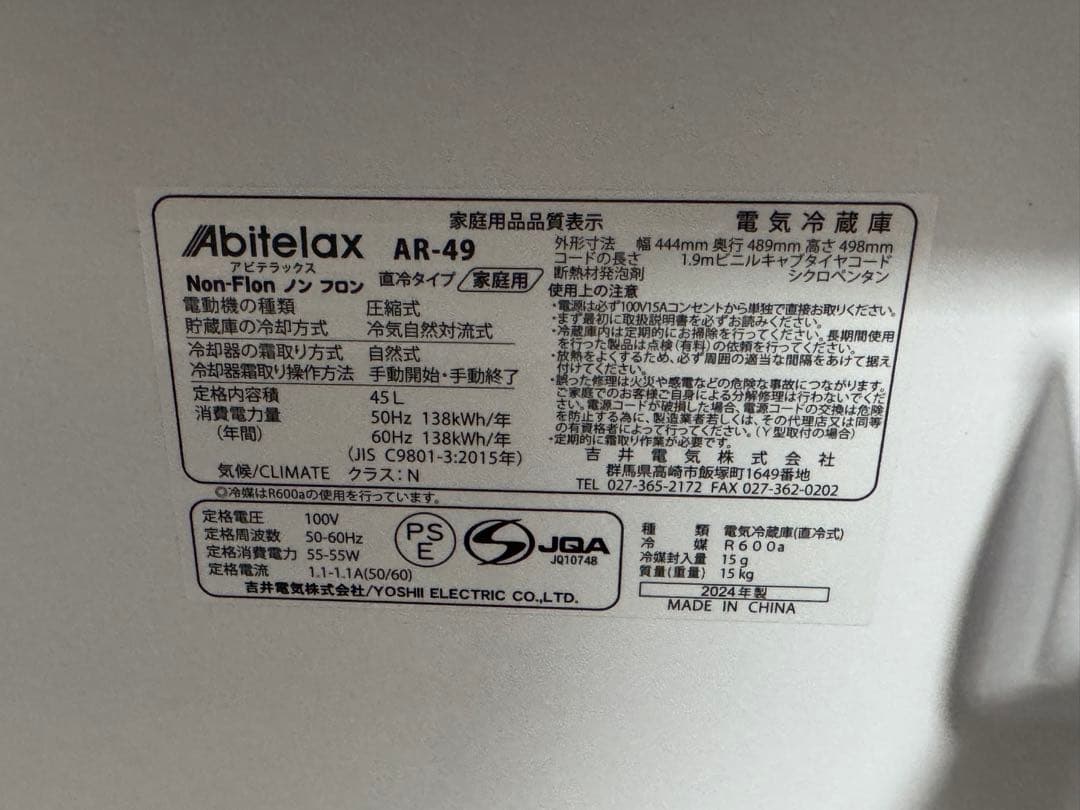 家庭用品品質表示
電気冷蔵庫
Abitelax AR-49
アビテラックス
Non-Flon ノン フロン 直冷タイプ 家庭用
電動機の種類 圧縮式
貯蔵庫の冷却方式 冷気自然対流式
冷却器の霜取り方式 自然式
冷却器霜取り操作方法 手動開始・手動終了
定格内容積 45L
消費電力量 50Hz 138kWh/年
(年間) 60Hz 138kWh/年
(JIS C9801-3:2015年)
気候/CLIMATE クラス:N
外形寸法 幅 444mm 奥行 489mm 高さ 498mm
コードの長さ 1.9mビニルキャブタイヤコード
断熱材発泡剤 シクロペンタン
使用上の注意
・電源は必ず100V15Aコンセントから単独で直接お取りください。
・まず最初に取扱説明書を必ずお読みください。
・冷蔵庫内は定期的にお掃除を行ってください。長期間使用
を行った製品は点検(有料)の依頼を行ってください。
・放熱をよくするため、必ず周囲の適当な間隔をあけて据え
付けてください。
・誤った修理は火災や感電などの危険な事故につながります。
ご家庭でのお客様ご自身による分解修理は行わないでくだ
さい。電源コードが破損した場合、電源コードの交換は危険
を防止する為に、製造業者若しくは、その代理店又は同等
の有資格者によって行ってください。(Y型取付の場合)
・定期的に霜取り作業が必要です。
吉井電気株式会社
群馬県高崎市飯塚町1649番地
TEL 027-365-2172 FAX 027-362-0202
◎冷媒はR600aの使用を行っています。
定格電圧 100V
定格周波数 50-60Hz
定格消費電力 55-55W
定格電流 1.1-1.1A(50/60)
PS
E
JQA
JQ10748
吉井電気株式会社/YOSHII ELECTRIC CO.,LTD.
種類 電気冷蔵庫(直冷式)
冷媒 R600a
冷媒封入量 15g
質量(重量) 15kg
2024年製
MADE IN CHINA